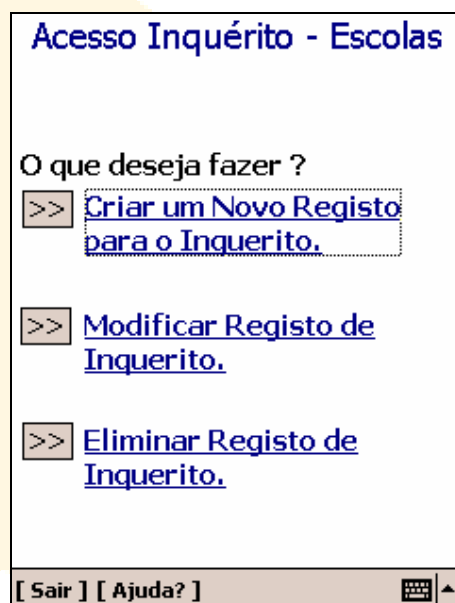 Acesso Inquérito - Escolas
O que deseja fazer ?
>> Criar um Novo Registo
para o Inquerito.
>> Modificar Registo de
Inquerito.
>> Eliminar Registo de
Inquerito.
[ Sair ] [ Ajuda? ]